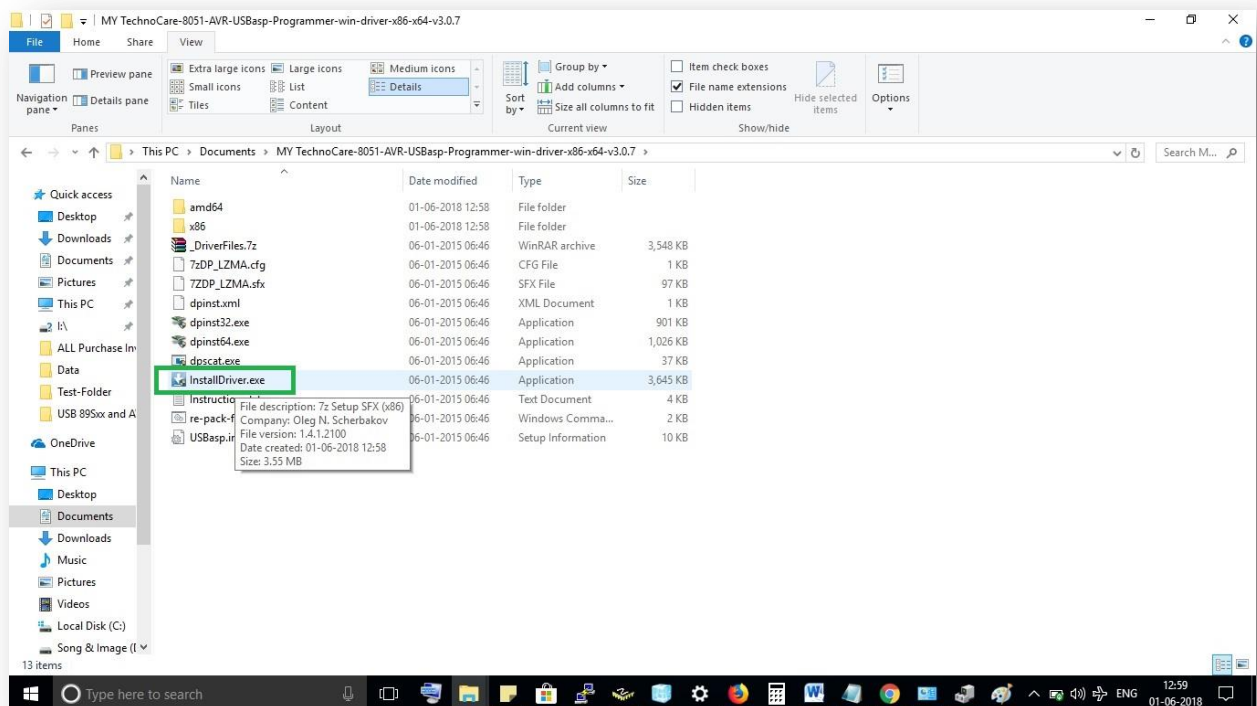 MY TechnoCare-8051-AVR-USBasp-Programmer-win-driver-x86-x64-v3.0.7
File Home Share View
Navigation pane
Preview pane
Details pane
Panes
Extra large icons Large icons Medium icons
Small icons List Details
Tiles Content
Layout
Sort by
Group by
Add columns
Size all columns to fit
Current view
Item check boxes
File name extensions
Hidden items
Hide selected items
Show/hide
Options
This PC > Documents > MY TechnoCare-8051-AVR-USBasp-Programmer-win-driver-x86-x64-v3.0.7 >
Search M...
Quick access
Desktop
Downloads
Documents
Pictures
This PC
I:\
ALL Purchase Inv
Data
Test-Folder
USB 89Sxx and A
OneDrive
This PC
Desktop
Documents
Downloads
Music
Pictures
Videos
Local Disk (C:)
Song & Image (
Name Date modified Type Size
amd64 01-06-2018 12:58 File folder
x86 01-06-2018 12:58 File folder
_DriverFiles.7z 06-01-2015 06:46 WinRAR archive 3,548 KB
7zDP_LZMA.cfg 06-01-2015 06:46 CFG File 1 KB
7ZDP_LZMA.sfx 06-01-2015 06:46 SFX File 97 KB
dpinst.xml 06-01-2015 06:46 XML Document 1 KB
dpinst32.exe 06-01-2015 06:46 Application 901 KB
dpinst64.exe 06-01-2015 06:46 Application 1,026 KB
dpscat.exe 06-01-2015 06:46 Application 37 KB
InstallDriver.exe 06-01-2015 06:46 Application 3,645 KB
Instructio 06-01-2015 06:46 Text Document 4 KB
re-pack-f 06-01-2015 06:46 Windows Comma... 2 KB
USBasp.in 06-01-2015 06:46 Setup Information 10 KB
File description: 7z Setup SFX (x86)
Company: Oleg N. Scherbakov
File version: 1.4.1.2100
Date created: 01-06-2018 12:58
Size: 3.55 MB
13 items
Type here to search
ENG
12:59
01-06-2018